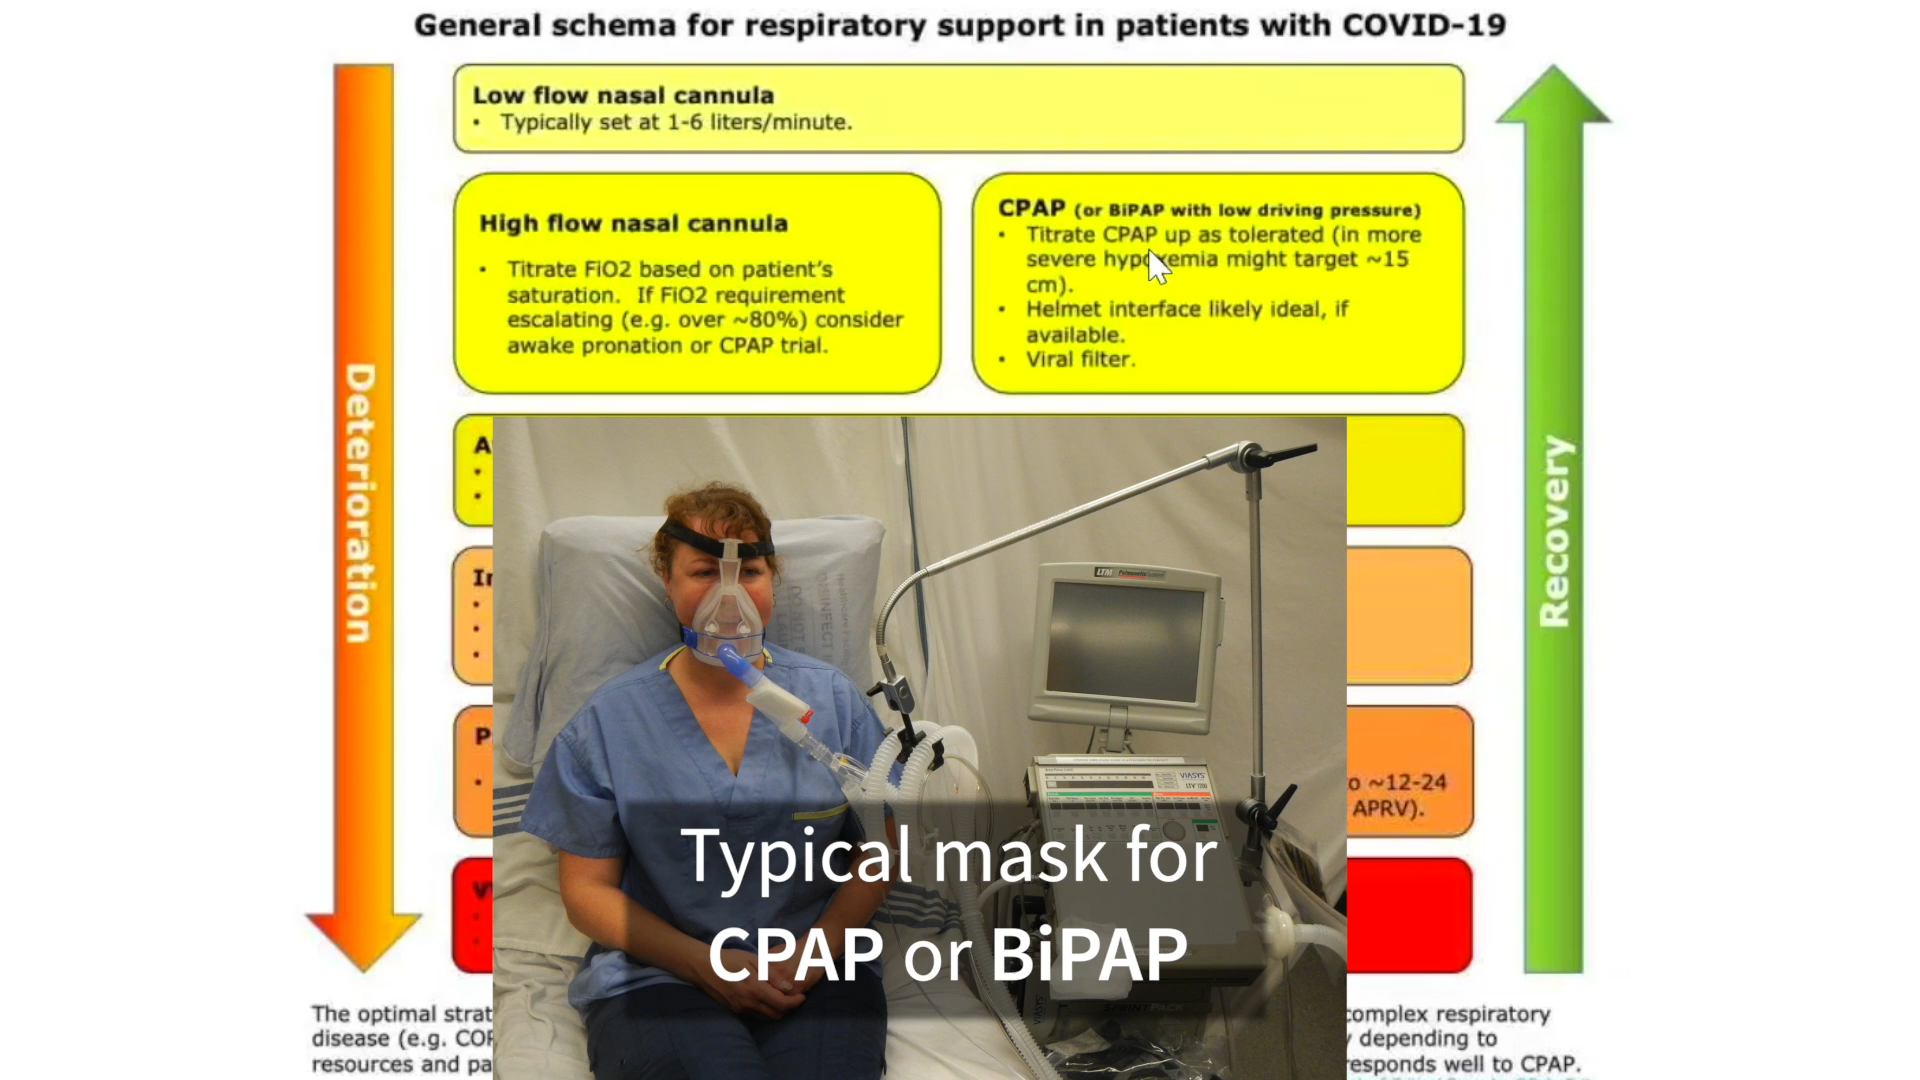 General schema for respiratory support in patients with COVID-19
Low flow nasal cannula
• Typically set at 1-6 liters/minute.
High flow nasal cannula
• Titrate FiO2 based on patient's
saturation. If FiO2 requirement
escalating (e.g. over ~80%) consider
awake pronation or CPAP trial.
CPAP (or BiPAP with low driving pressure)
• Titrate CPAP up as tolerated (in more
severe hypoxemia might target ~15
cm).
• Helmet interface likely ideal, if
available.
• Viral filter.
Deterioration
Recovery
~12-24
APRV).
LTM
VIASYS
Typical mask for
CPAP or BiPAP
The optimal complex respiratory
disease (e.g. depending to
resources and responds well to CPAP.